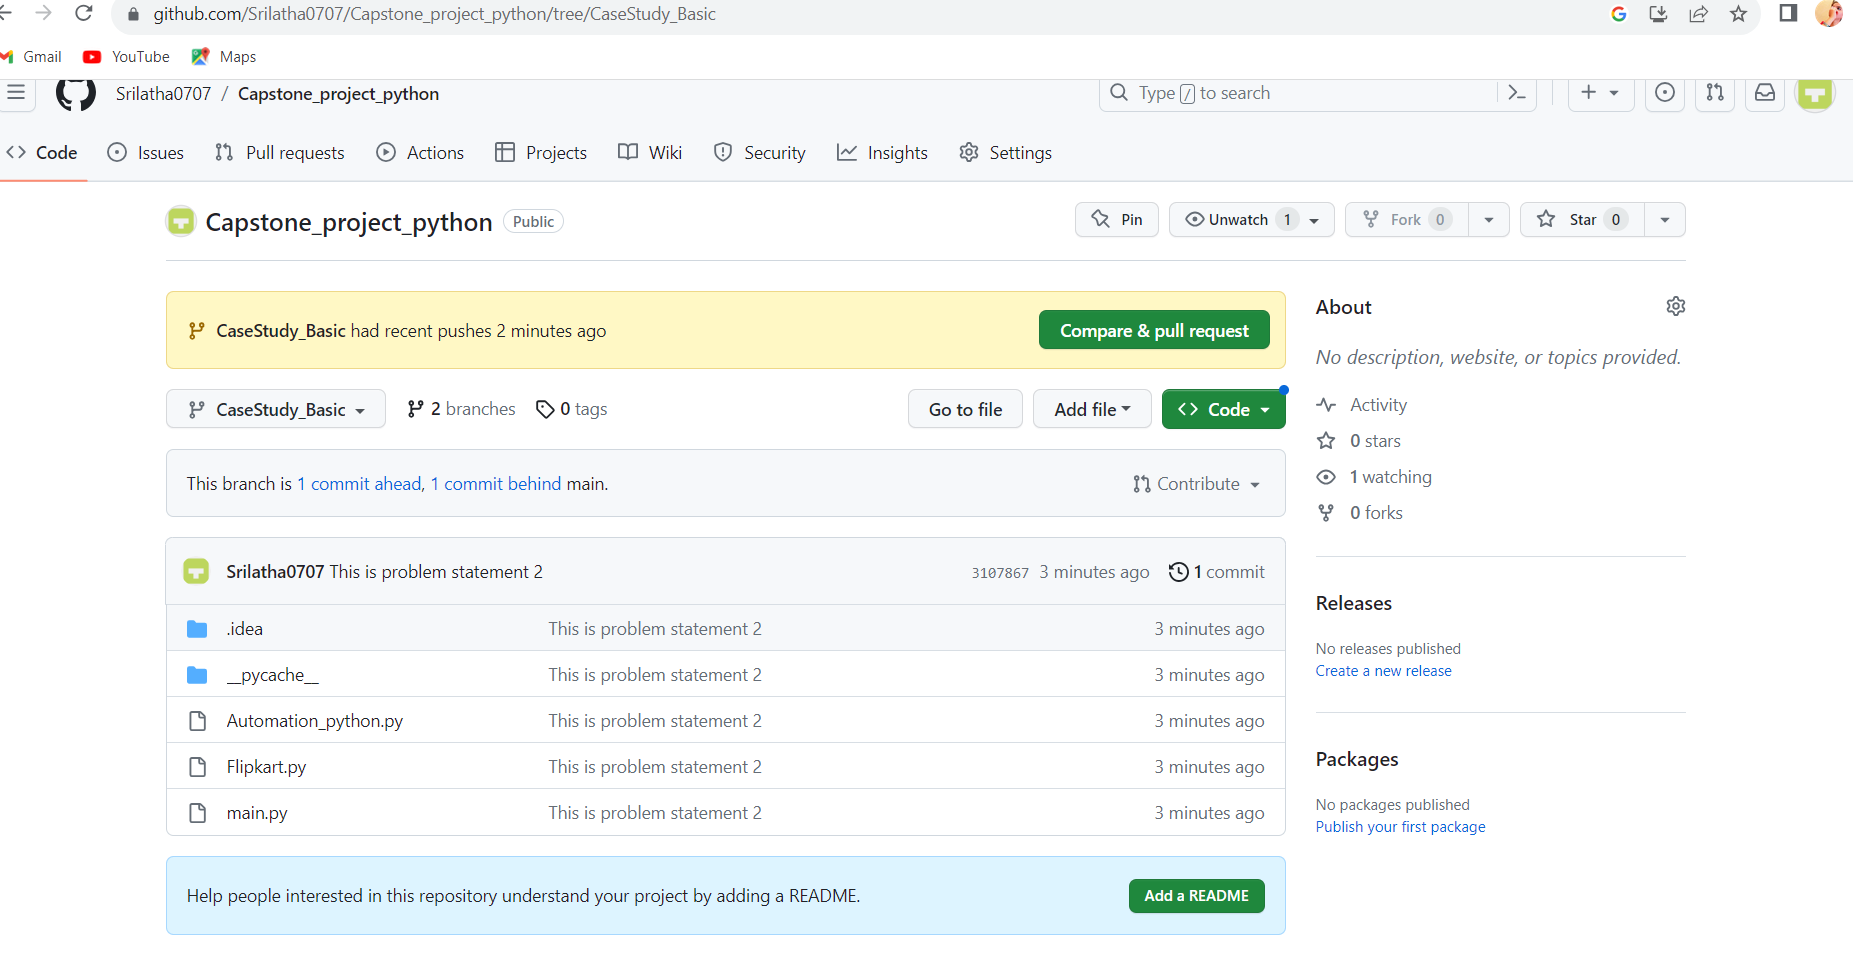 github.com/Srilatha0707/Capstone_project_python/tree/CaseStudy_Basic
Gmail YouTube Maps
Srilatha0707 / Capstone_project_python Type / to search
Code Issues Pull requests Actions Projects Wiki Security Insights Settings
Capstone_project_python Public Pin Unwatch 1 Fork 0 Star 0
CaseStudy_Basic had recent pushes 2 minutes ago Compare & pull request
CaseStudy_Basic 2 branches 0 tags Go to file Add file Code
This branch is 1 commit ahead, 1 commit behind main. Contribute
Srilatha0707 This is problem statement 2 3107867 3 minutes ago 1 commit
.idea This is problem statement 2 3 minutes ago
__pycache__ This is problem statement 2 3 minutes ago
Automation_python.py This is problem statement 2 3 minutes ago
Flipkart.py This is problem statement 2 3 minutes ago
main.py This is problem statement 2 3 minutes ago
Help people interested in this repository understand your project by adding a README. Add a README
About
No description, website, or topics provided.
Activity
0 stars
1 watching
0 forks
Releases
No releases published
Create a new release
Packages
No packages published
Publish your first package